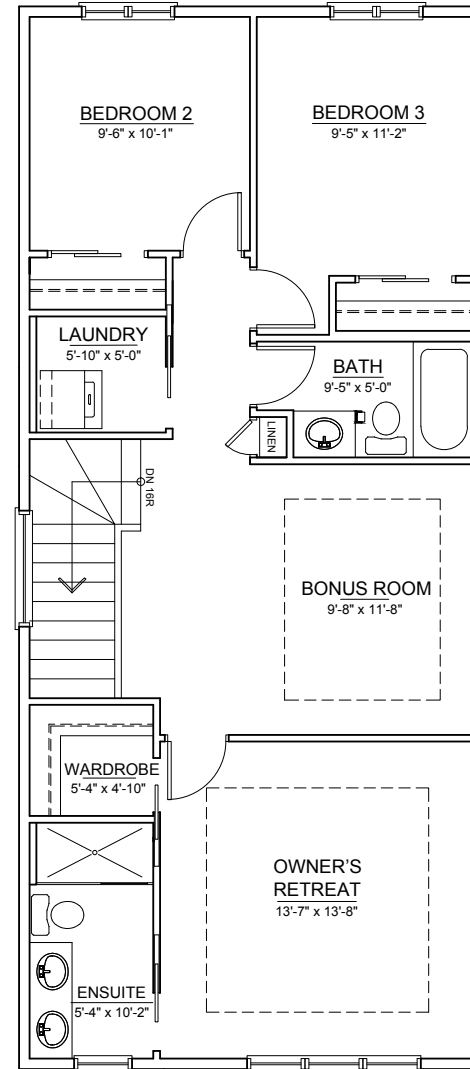 BEDROOM 2
9'-6" x 10'-1"
BEDROOM 3
9'-5" x 11'-2"
LAUNDRY
5'-10" x 5'-0"
BATH
9'-5" x 5'-0"
LINEN
DN 16R
BONUS ROOM
9'-8" x 11'-8"
WARDROBE
5'-4" x 4'-10"
OWNER'S
RETREAT
13'-7" x 13'-8"
ENSUITE
5'-4" x 10'-2"